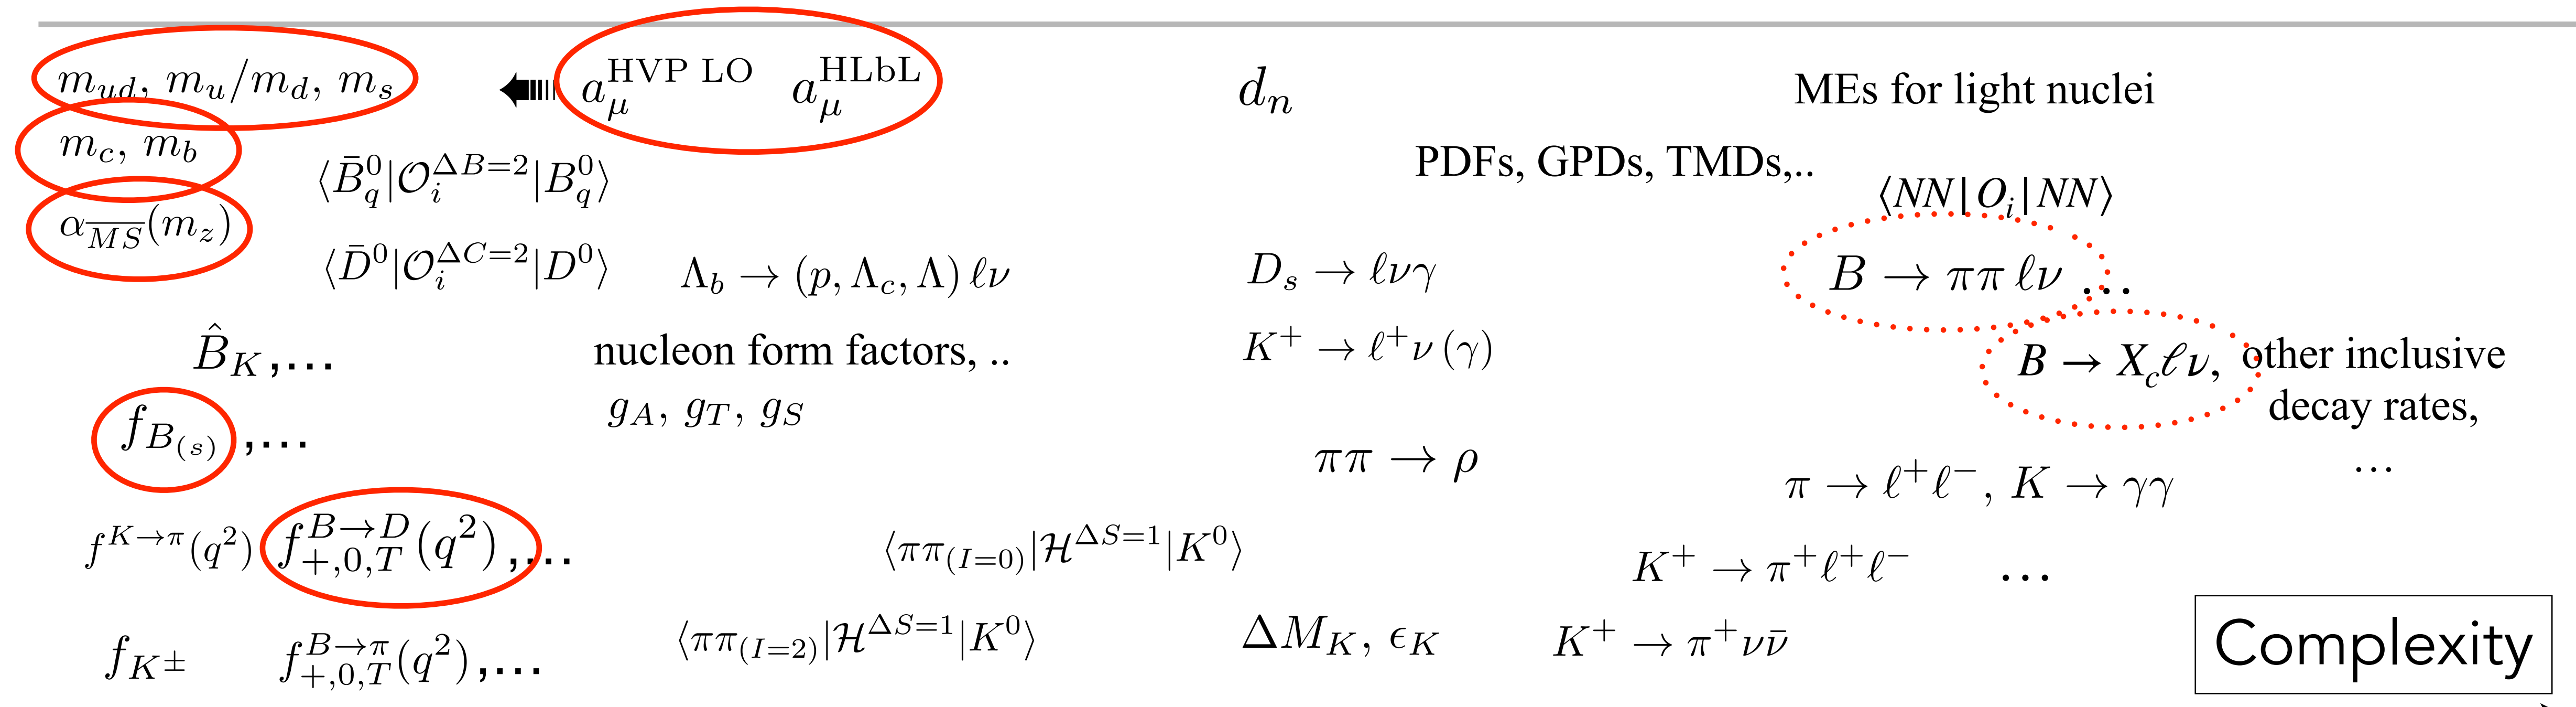 m_{ud}, m_u/m_d, m_s
a_μ^{HVP LO} a_μ^{HLbL}
d_n
MEs for light nuclei
m_c, m_b
⟨B̄_q^0|𝒪_i^{ΔB=2}|B_q^0⟩
PDFs, GPDs, TMDs,..
⟨NN|O_i|NN⟩
α_{\overline{MS}}(m_z)
⟨D̄^0|𝒪_i^{ΔC=2}|D^0⟩
Λ_b → (p, Λ_c, Λ) ℓν
D_s → ℓνγ
B → ππ ℓν ...
B̂_K,...
nucleon form factors, ..
K^+ → ℓ^+ν (γ)
B → X_cℓν, other inclusive
decay rates,
...
f_{B_{(s)}},...
g_A, g_T, g_S
ππ → ρ
π → ℓ^+ℓ^−, K → γγ
f^{K→π}(q^2) f_{+,0,T}^{B→D}(q^2),...
⟨ππ_{(I=0)}|ℋ^{ΔS=1}|K^0⟩
K^+ → π^+ℓ^+ℓ^− ...
f_{K^±}
f_{+,0,T}^{B→π}(q^2),...
⟨ππ_{(I=2)}|ℋ^{ΔS=1}|K^0⟩
ΔM_K, ϵ_K
K^+ → π^+νν̄
Complexity